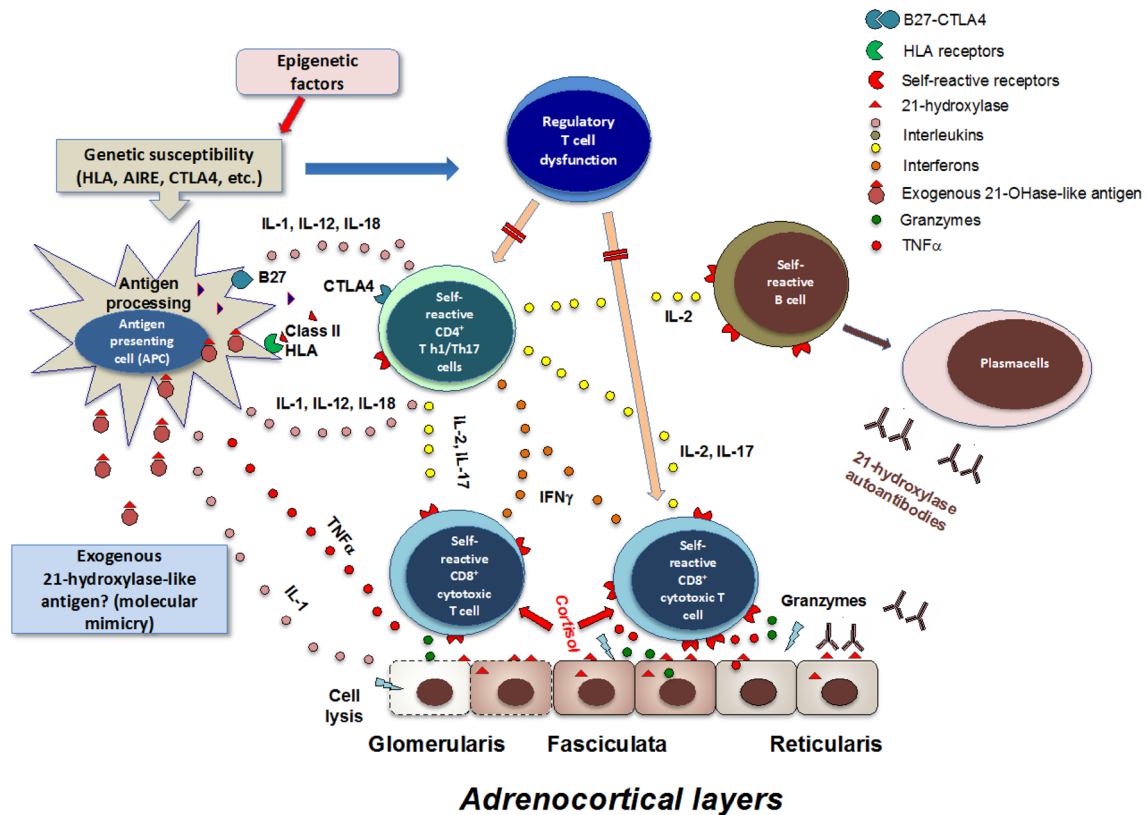 B27-CTLA4
HLA receptors
Self-reactive receptors
21-hydroxylase
Interleukins
Interferons
Exogenous 21-OHase-like antigen
Granzymes
TNFα
Epigenetic
factors
Genetic susceptibility
(HLA, AIRE, CTLA4, etc.)
Regulatory
T cell
dysfunction
IL-1, IL-12, IL-18
B27
CTLA4
Antigen
processing
Antigen
presenting
cell (APC)
Class II
HLA
Self-
reactive
CD4⁺
T h1/Th17
cells
IL-2
Self-
reactive
B cell
Plasmacells
IL-1, IL-12, IL-18
IL-2, IL-17
IL-2, IL-17
IFNγ
21-hydroxylase
autoantibodies
TNFα
IL-1
Exogenous
21-hydroxylase-like
antigen? (molecular
mimicry)
Self-
reactive
CD8⁺
cytotoxic
T cell
Self-
reactive
CD8⁺
cytotoxic T
cell
Cortisol
Granzymes
Cell
lysis
Glomerularis
Fasciculata
Reticularis
Adrenocortical layers